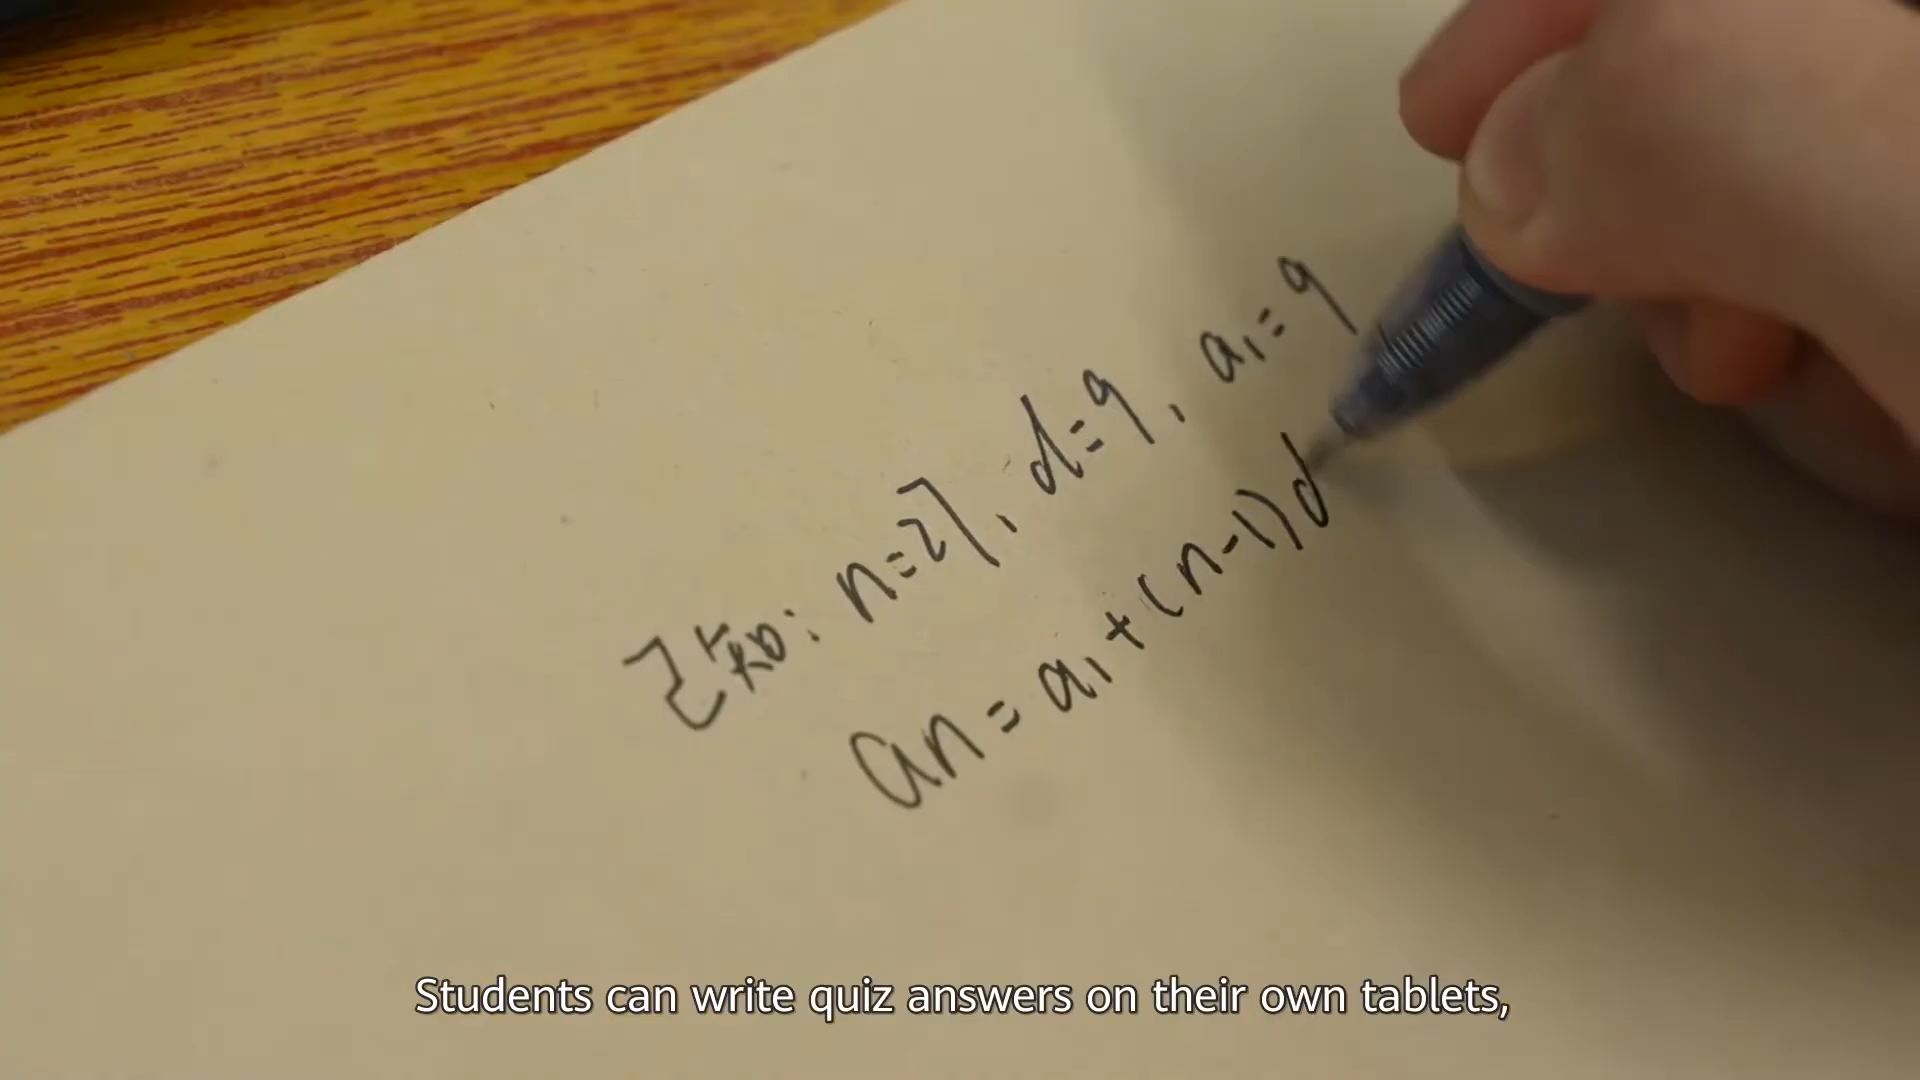 已知: n=27, d=9, a₁=9
an=a₁+(n-1)d
Students can write quiz answers on their own tablets,